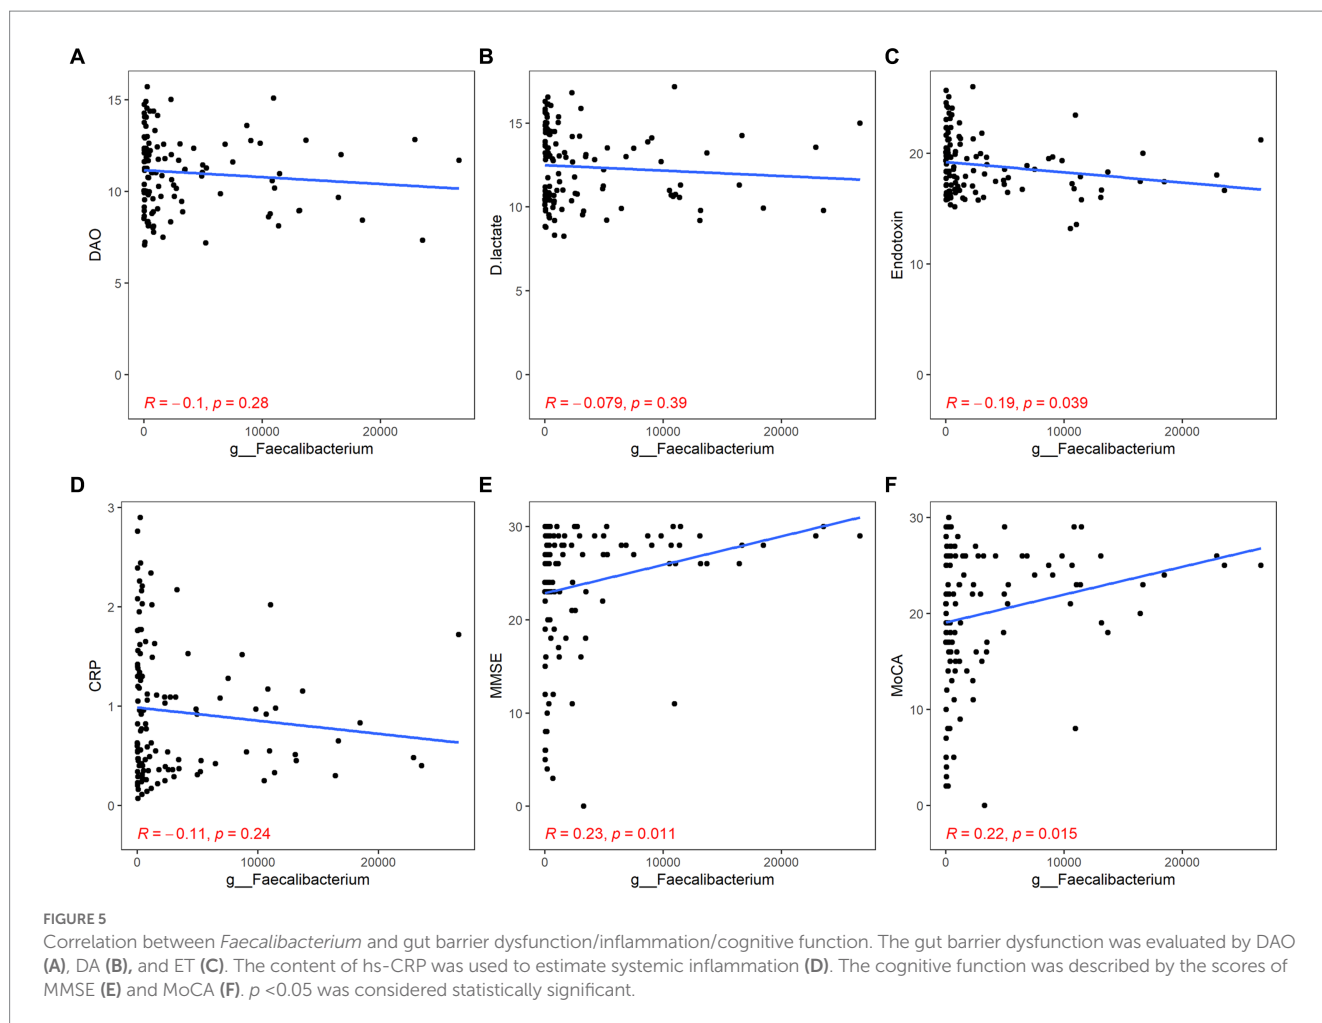 A
B
C
15
10
5
0
DAO
R = −0.1, p = 0.28
0
10000
20000
g__Faecalibacterium
15
10
5
0
D.lactate
R = −0.079, p = 0.39
0
10000
20000
g__Faecalibacterium
20
10
0
Endotoxin
R = −0.19, p = 0.039
0
10000
20000
g__Faecalibacterium
D
E
F
3
2
1
0
CRP
R = −0.11, p = 0.24
0
10000
20000
g__Faecalibacterium
30
20
10
0
MMSE
R = 0.23, p = 0.011
0
10000
20000
g__Faecalibacterium
30
20
10
0
MoCA
R = 0.22, p = 0.015
0
10000
20000
g__Faecalibacterium
FIGURE 5
Correlation between Faecalibacterium and gut barrier dysfunction/inflammation/cognitive function. The gut barrier dysfunction was evaluated by DAO
(A), DA (B), and ET (C). The content of hs-CRP was used to estimate systemic inflammation (D). The cognitive function was described by the scores of
MMSE (E) and MoCA (F). p <0.05 was considered statistically significant.